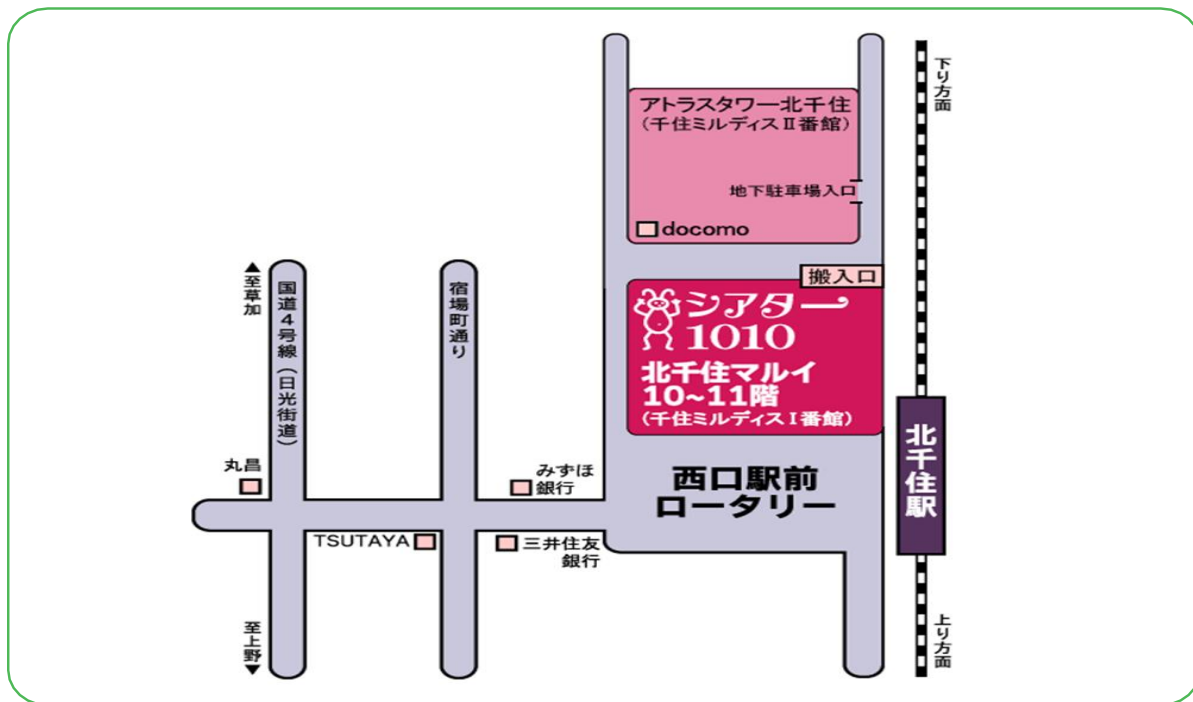 アトラスタワー北千住
(千住ミルディスⅡ番館)
地下駐車場入口
docomo
下り方面
搬入口
シアター
1010
北千住マルイ
10~11階
(千住ミルディスⅠ番館)
▲至草加
国道4号線(日光街道)
宿場町通り
北千住駅
丸昌
みずほ
銀行
西口駅前
ロータリー
TSUTAYA
三井住友
銀行
至上野▼
上り方面